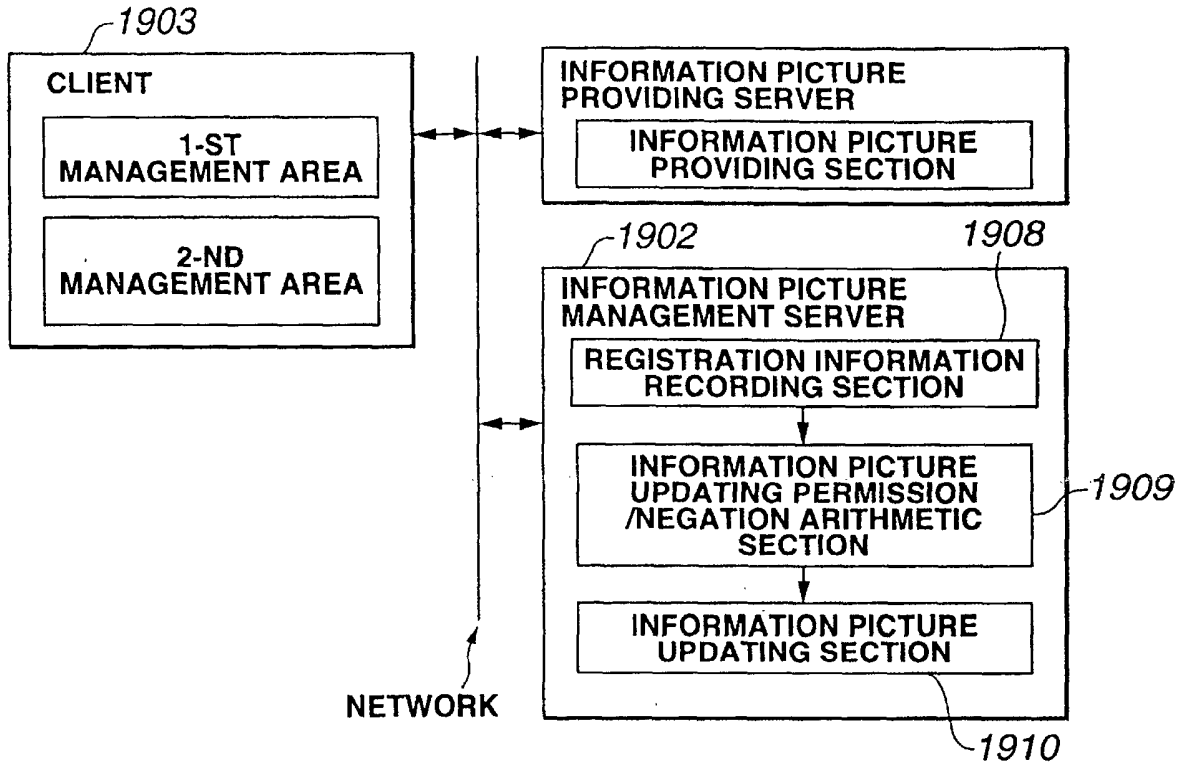 1903
CLIENT
1-ST
MANAGEMENT AREA
2-ND
MANAGEMENT AREA
INFORMATION PICTURE
PROVIDING SERVER
INFORMATION PICTURE
PROVIDING SECTION
1902
1908
INFORMATION PICTURE
MANAGEMENT SERVER
REGISTRATION INFORMATION
RECORDING SECTION
INFORMATION PICTURE
UPDATING PERMISSION
/NEGATION ARITHMETIC
SECTION
1909
INFORMATION PICTURE
UPDATING SECTION
1910
NETWORK